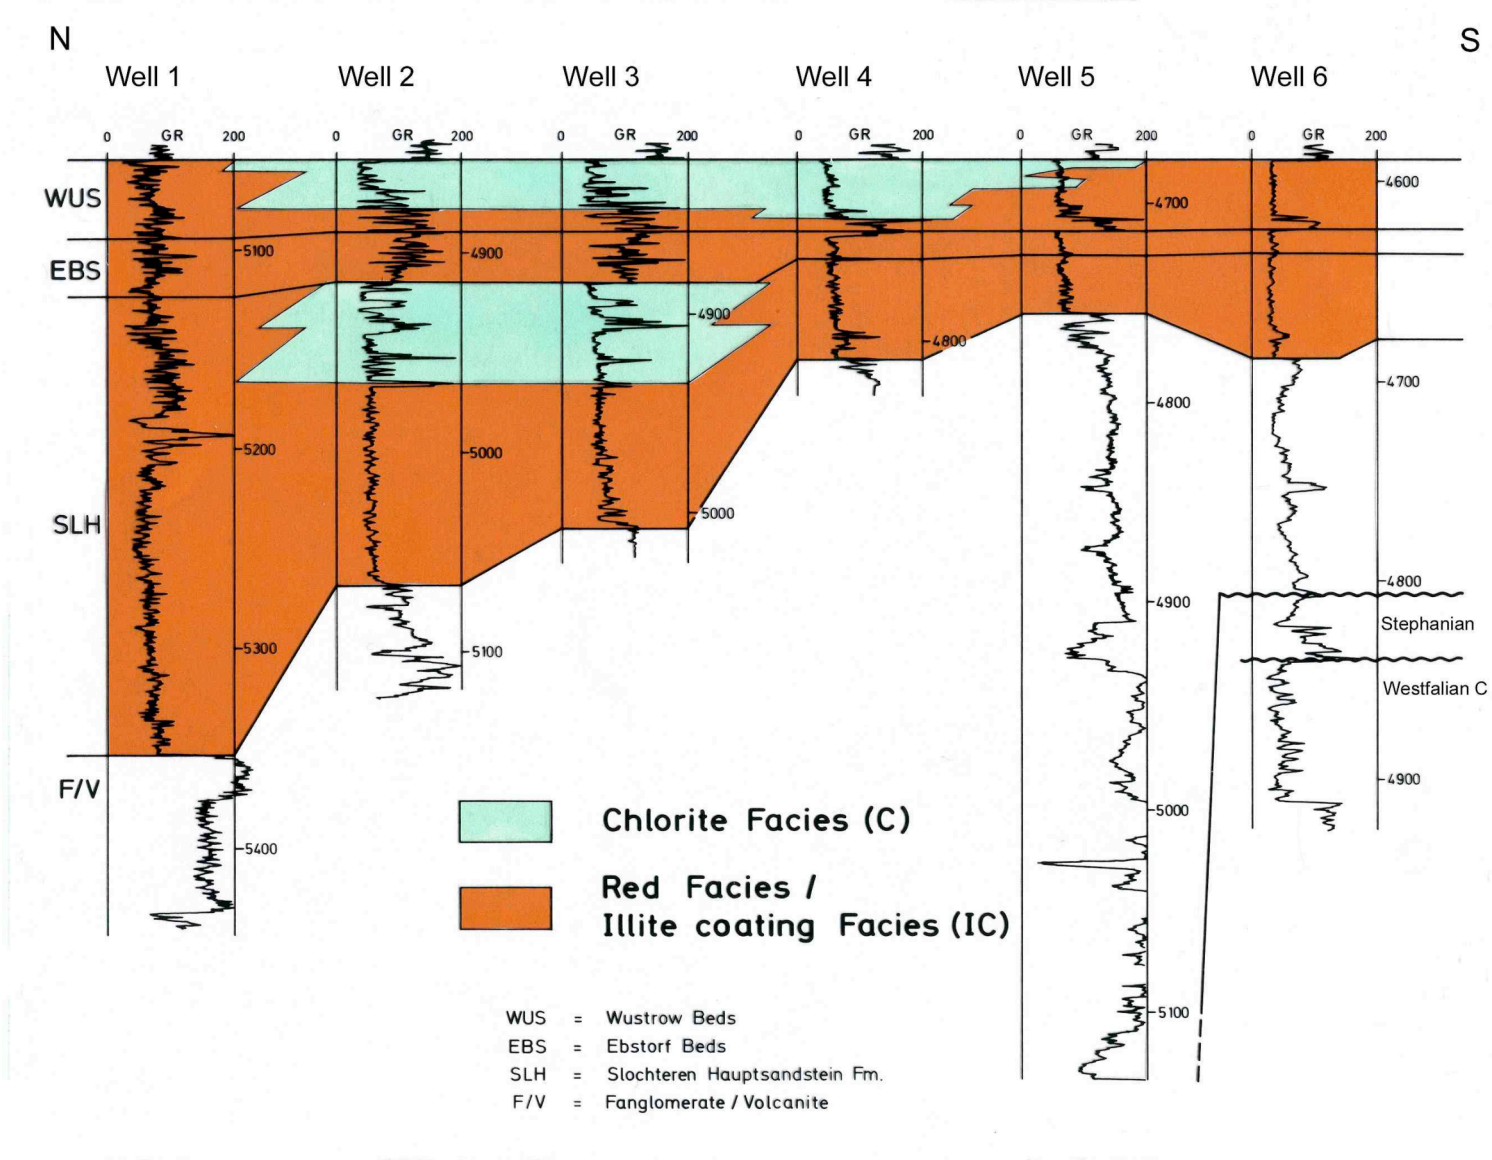 N
S
Well 1
Well 2
Well 3
Well 4
Well 5
Well 6
0 GR 200
0 GR 200
0 GR 200
0 GR 200
0 GR 200
0 GR 200
WUS
EBS
SLH
F/V
5100
5200
5300
5400
4900
5000
5100
4900
5000
4800
4700
4800
4900
5000
5100
4600
4700
4800
4900
Stephanian
Westfalian C
Chlorite Facies (C)
Red Facies /
Illite coating Facies (IC)
WUS = Wustrow Beds
EBS = Ebstorf Beds
SLH = Slochteren Hauptsandstein Fm.
F/V = Fanglomerate / Volcanite